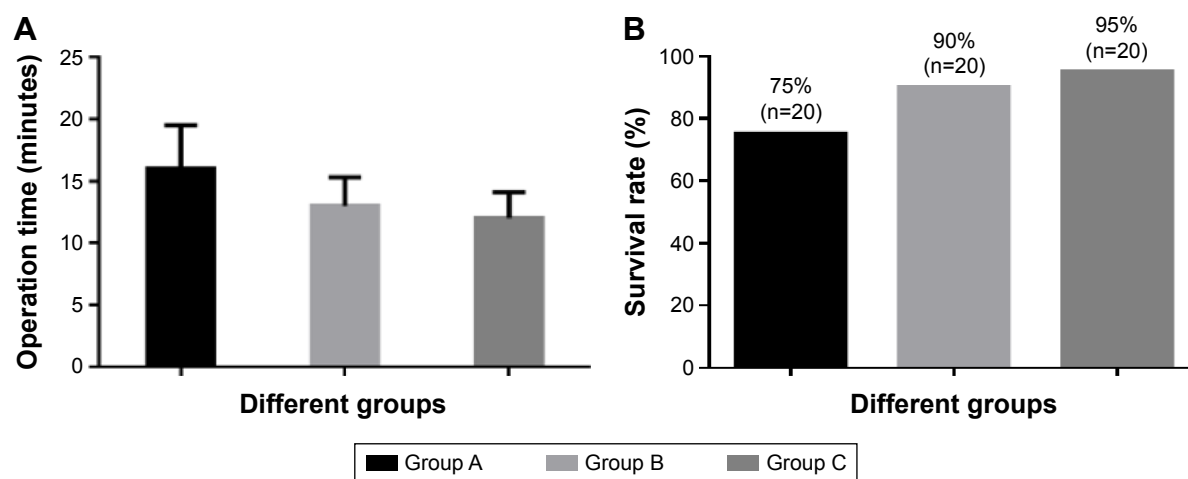 A
Operation time (minutes)
25
20
15
10
5
0
Different groups
B
Survival rate (%)
100
80
60
40
20
0
75%
(n=20)
90%
(n=20)
95%
(n=20)
Different groups
Group A
Group B
Group C